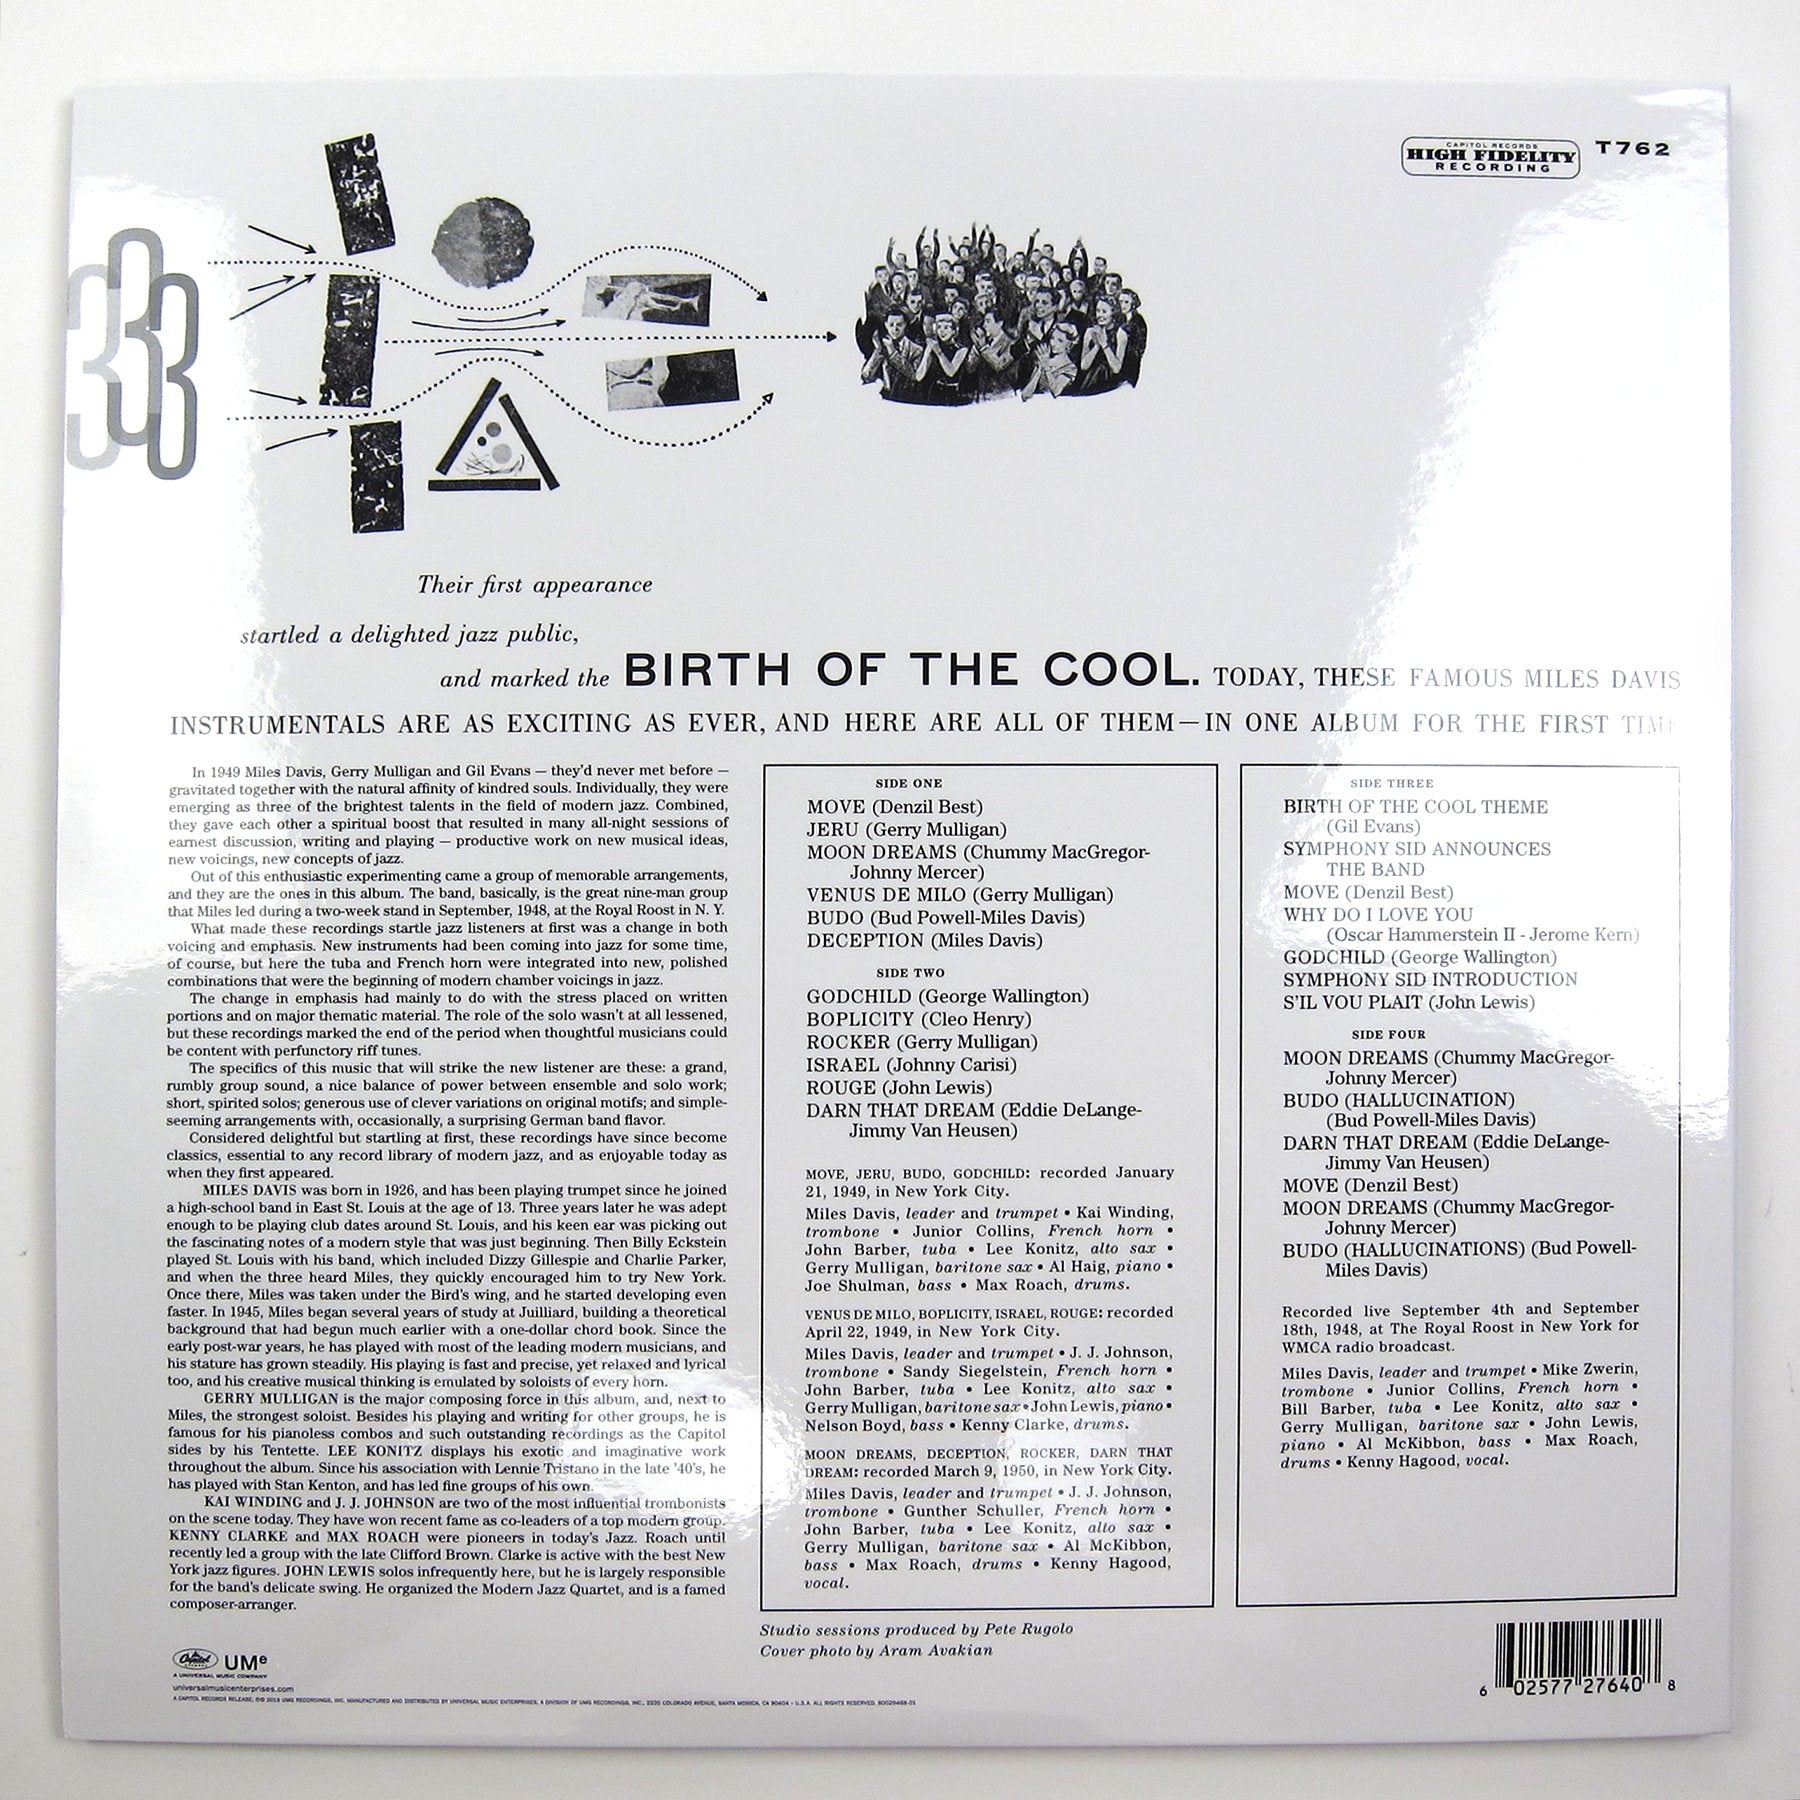 CAPITOL RECORDS
HIGH FIDELITY
RECORDING
T762
333
Their first appearance
startled a delighted jazz public,
and marked the BIRTH OF THE COOL. TODAY, THESE FAMOUS MILES DAVIS
INSTRUMENTALS ARE AS EXCITING AS EVER, AND HERE ARE ALL OF THEM—IN ONE ALBUM FOR THE FIRST TIME
In 1949 Miles Davis, Gerry Mulligan and Gil Evans — they'd never met before —
gravitated together with the natural affinity of kindred souls. Individually, they were
emerging as three of the brightest talents in the field of modern jazz. Combined,
they gave each other a spiritual boost that resulted in many all-night sessions of
earnest discussion, writing and playing — productive work on new musical ideas,
new voicings, new concepts of jazz.
Out of this enthusiastic experimenting came a group of memorable arrangements,
and they are the ones in this album. The band, basically, is the great nine-man group
that Miles led during a two-week stand in September, 1948, at the Royal Roost in N. Y.
What made these recordings startle jazz listeners at first was a change in both
voicing and emphasis. New instruments had been coming into jazz for some time,
of course, but here the tuba and French horn were integrated into new, polished
combinations that were the beginning of modern chamber voicings in jazz.
The change in emphasis had mainly to do with the stress placed on written
portions and on major thematic material. The role of the solo wasn't at all lessened,
but these recordings marked the end of the period when thoughtful musicians could
be content with perfunctory riff tunes.
The specifics of this music that will strike the new listener are these: a grand,
rumbly group sound, a nice balance of power between ensemble and solo work;
short, spirited solos; generous use of clever variations on original motifs; and simple-
seeming arrangements with, occasionally, a surprising German band flavor.
Considered delightful but startling at first, these recordings have since become
classics, essential to any record library of modern jazz, and as enjoyable today as
when they first appeared.
MILES DAVIS was born in 1926, and has been playing trumpet since he joined
a high-school band in East St. Louis at the age of 13. Three years later he was adept
enough to be playing club dates around St. Louis, and his keen ear was picking out
the fascinating notes of a modern style that was just beginning. Then Billy Eckstein
played St. Louis with his band, which included Dizzy Gillespie and Charlie Parker,
and when the three heard Miles, they quickly encouraged him to try New York.
Once there, Miles was taken under the Bird's wing, and he started developing even
faster. In 1945, Miles began several years of study at Juilliard, building a theoretical
background that had begun much earlier with a one-dollar chord book. Since the
early post-war years, he has played with most of the leading modern musicians, and
his stature has grown steadily. His playing is fast and precise, yet relaxed and lyrical
too, and his creative musical thinking is emulated by soloists of every horn.
GERRY MULLIGAN is the major composing force in this album, and, next to
Miles, the strongest soloist. Besides his playing and writing for other groups, he is
famous for his pianoless combos and such outstanding recordings as the Capitol
sides by his Tentette. LEE KONITZ displays his exotic and imaginative work
throughout the album. Since his association with Lennie Tristano in the late '40's, he
has played with Stan Kenton, and has led fine groups of his own.
KAI WINDING and J. J. JOHNSON are two of the most influential trombonists
on the scene today. They have won recent fame as co-leaders of a top modern group.
KENNY CLARKE and MAX ROACH were pioneers in today's Jazz. Roach until
recently led a group with the late Clifford Brown. Clarke is active with the best New
York jazz figures. JOHN LEWIS solos infrequently here, but he is largely responsible
for the band's delicate swing. He organized the Modern Jazz Quartet, and is a famed
composer-arranger.
SIDE ONE
MOVE (Denzil Best)
JERU (Gerry Mulligan)
MOON DREAMS (Chummy MacGregor-
Johnny Mercer)
VENUS DE MILO (Gerry Mulligan)
BUDO (Bud Powell-Miles Davis)
DECEPTION (Miles Davis)
SIDE TWO
GODCHILD (George Wallington)
BOPLICITY (Cleo Henry)
ROCKER (Gerry Mulligan)
ISRAEL (Johnny Carisi)
ROUGE (John Lewis)
DARN THAT DREAM (Eddie DeLange-
Jimmy Van Heusen)
MOVE, JERU, BUDO, GODCHILD: recorded January
21, 1949, in New York City.
Miles Davis, leader and trumpet • Kai Winding,
trombone • Junior Collins, French horn •
John Barber, tuba • Lee Konitz, alto sax •
Gerry Mulligan, baritone sax • Al Haig, piano •
Joe Shulman, bass • Max Roach, drums.
VENUS DE MILO, BOPLICITY, ISRAEL, ROUGE: recorded
April 22, 1949, in New York City.
Miles Davis, leader and trumpet • J. J. Johnson,
trombone • Sandy Siegelstein, French horn •
John Barber, tuba • Lee Konitz, alto sax •
Gerry Mulligan, baritone sax • John Lewis, piano •
Nelson Boyd, bass • Kenny Clarke, drums.
MOON DREAMS, DECEPTION, ROCKER, DARN THAT
DREAM: recorded March 9, 1950, in New York City.
Miles Davis, leader and trumpet • J. J. Johnson,
trombone • Gunther Schuller, French horn •
John Barber, tuba • Lee Konitz, alto sax •
Gerry Mulligan, baritone sax • Al McKibbon,
bass • Max Roach, drums • Kenny Hagood,
vocal.
SIDE THREE
BIRTH OF THE COOL THEME
(Gil Evans)
SYMPHONY SID ANNOUNCES
THE BAND
MOVE (Denzil Best)
WHY DO I LOVE YOU
(Oscar Hammerstein II - Jerome Kern)
GODCHILD (George Wallington)
SYMPHONY SID INTRODUCTION
S'IL VOU PLAIT (John Lewis)
SIDE FOUR
MOON DREAMS (Chummy MacGregor-
Johnny Mercer)
BUDO (HALLUCINATION)
(Bud Powell-Miles Davis)
DARN THAT DREAM (Eddie DeLange-
Jimmy Van Heusen)
MOVE (Denzil Best)
MOON DREAMS (Chummy MacGregor-
Johnny Mercer)
BUDO (HALLUCINATIONS) (Bud Powell-
Miles Davis)
Recorded live September 4th and September
18th, 1948, at The Royal Roost in New York for
WMCA radio broadcast.
Miles Davis, leader and trumpet • Mike Zwerin,
trombone • Junior Collins, French horn •
Bill Barber, tuba • Lee Konitz, alto sax •
Gerry Mulligan, baritone sax • John Lewis,
piano • Al McKibbon, bass • Max Roach,
drums • Kenny Hagood, vocal.
Studio sessions produced by Pete Rugolo
Cover photo by Aram Avakian
Capitol
UMe
A UNIVERSAL MUSIC COMPANY
universalmusicenterprises.com
A CAPITOL RECORDS RELEASE; ℗© 2019 UMG RECORDINGS, INC. MANUFACTURED AND DISTRIBUTED BY UNIVERSAL MUSIC ENTERPRISES, A DIVISION OF UMG RECORDINGS, INC., 2220 COLORADO AVENUE, SANTA MONICA, CA 90404 - U.S.A. ALL RIGHTS RESERVED. B0029468-01
6 02577 27640 8